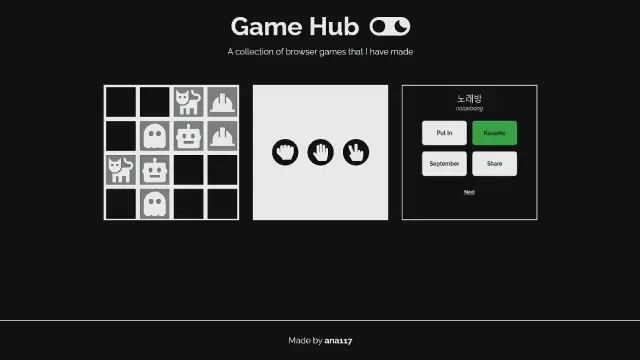 Game Hub
A collection of browser games that I have made
노래방
nolaebang
Put In
Karaoke
September
Share
Next
Made by ana117